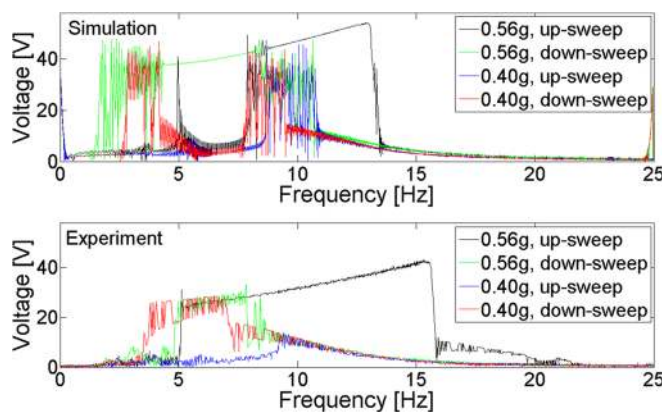 Simulation
0.56g, up-sweep
0.56g, down-sweep
0.40g, up-sweep
0.40g, down-sweep
Voltage [V]
40
20
0
0 5 10 15 20 25
Frequency [Hz]
Experiment
0.56g, up-sweep
0.56g, down-sweep
0.40g, up-sweep
0.40g, down-sweep
Voltage [V]
40
20
0
0 5 10 15 20 25
Frequency [Hz]